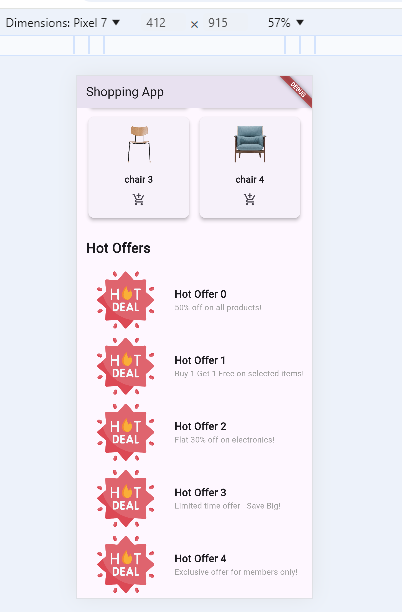 Dimensions: Pixel 7 ▼ 412 × 915 57% ▼
Shopping App
DEBUG
chair 3 chair 4
Hot Offers
HOT
DEAL
Hot Offer 0
50% off on all products!
HOT
DEAL
Hot Offer 1
Buy 1 Get 1 Free on selected items!
HOT
DEAL
Hot Offer 2
Flat 30% off on electronics!
HOT
DEAL
Hot Offer 3
Limited time offer - Save Big!
HOT
DEAL
Hot Offer 4
Exclusive offer for members only!